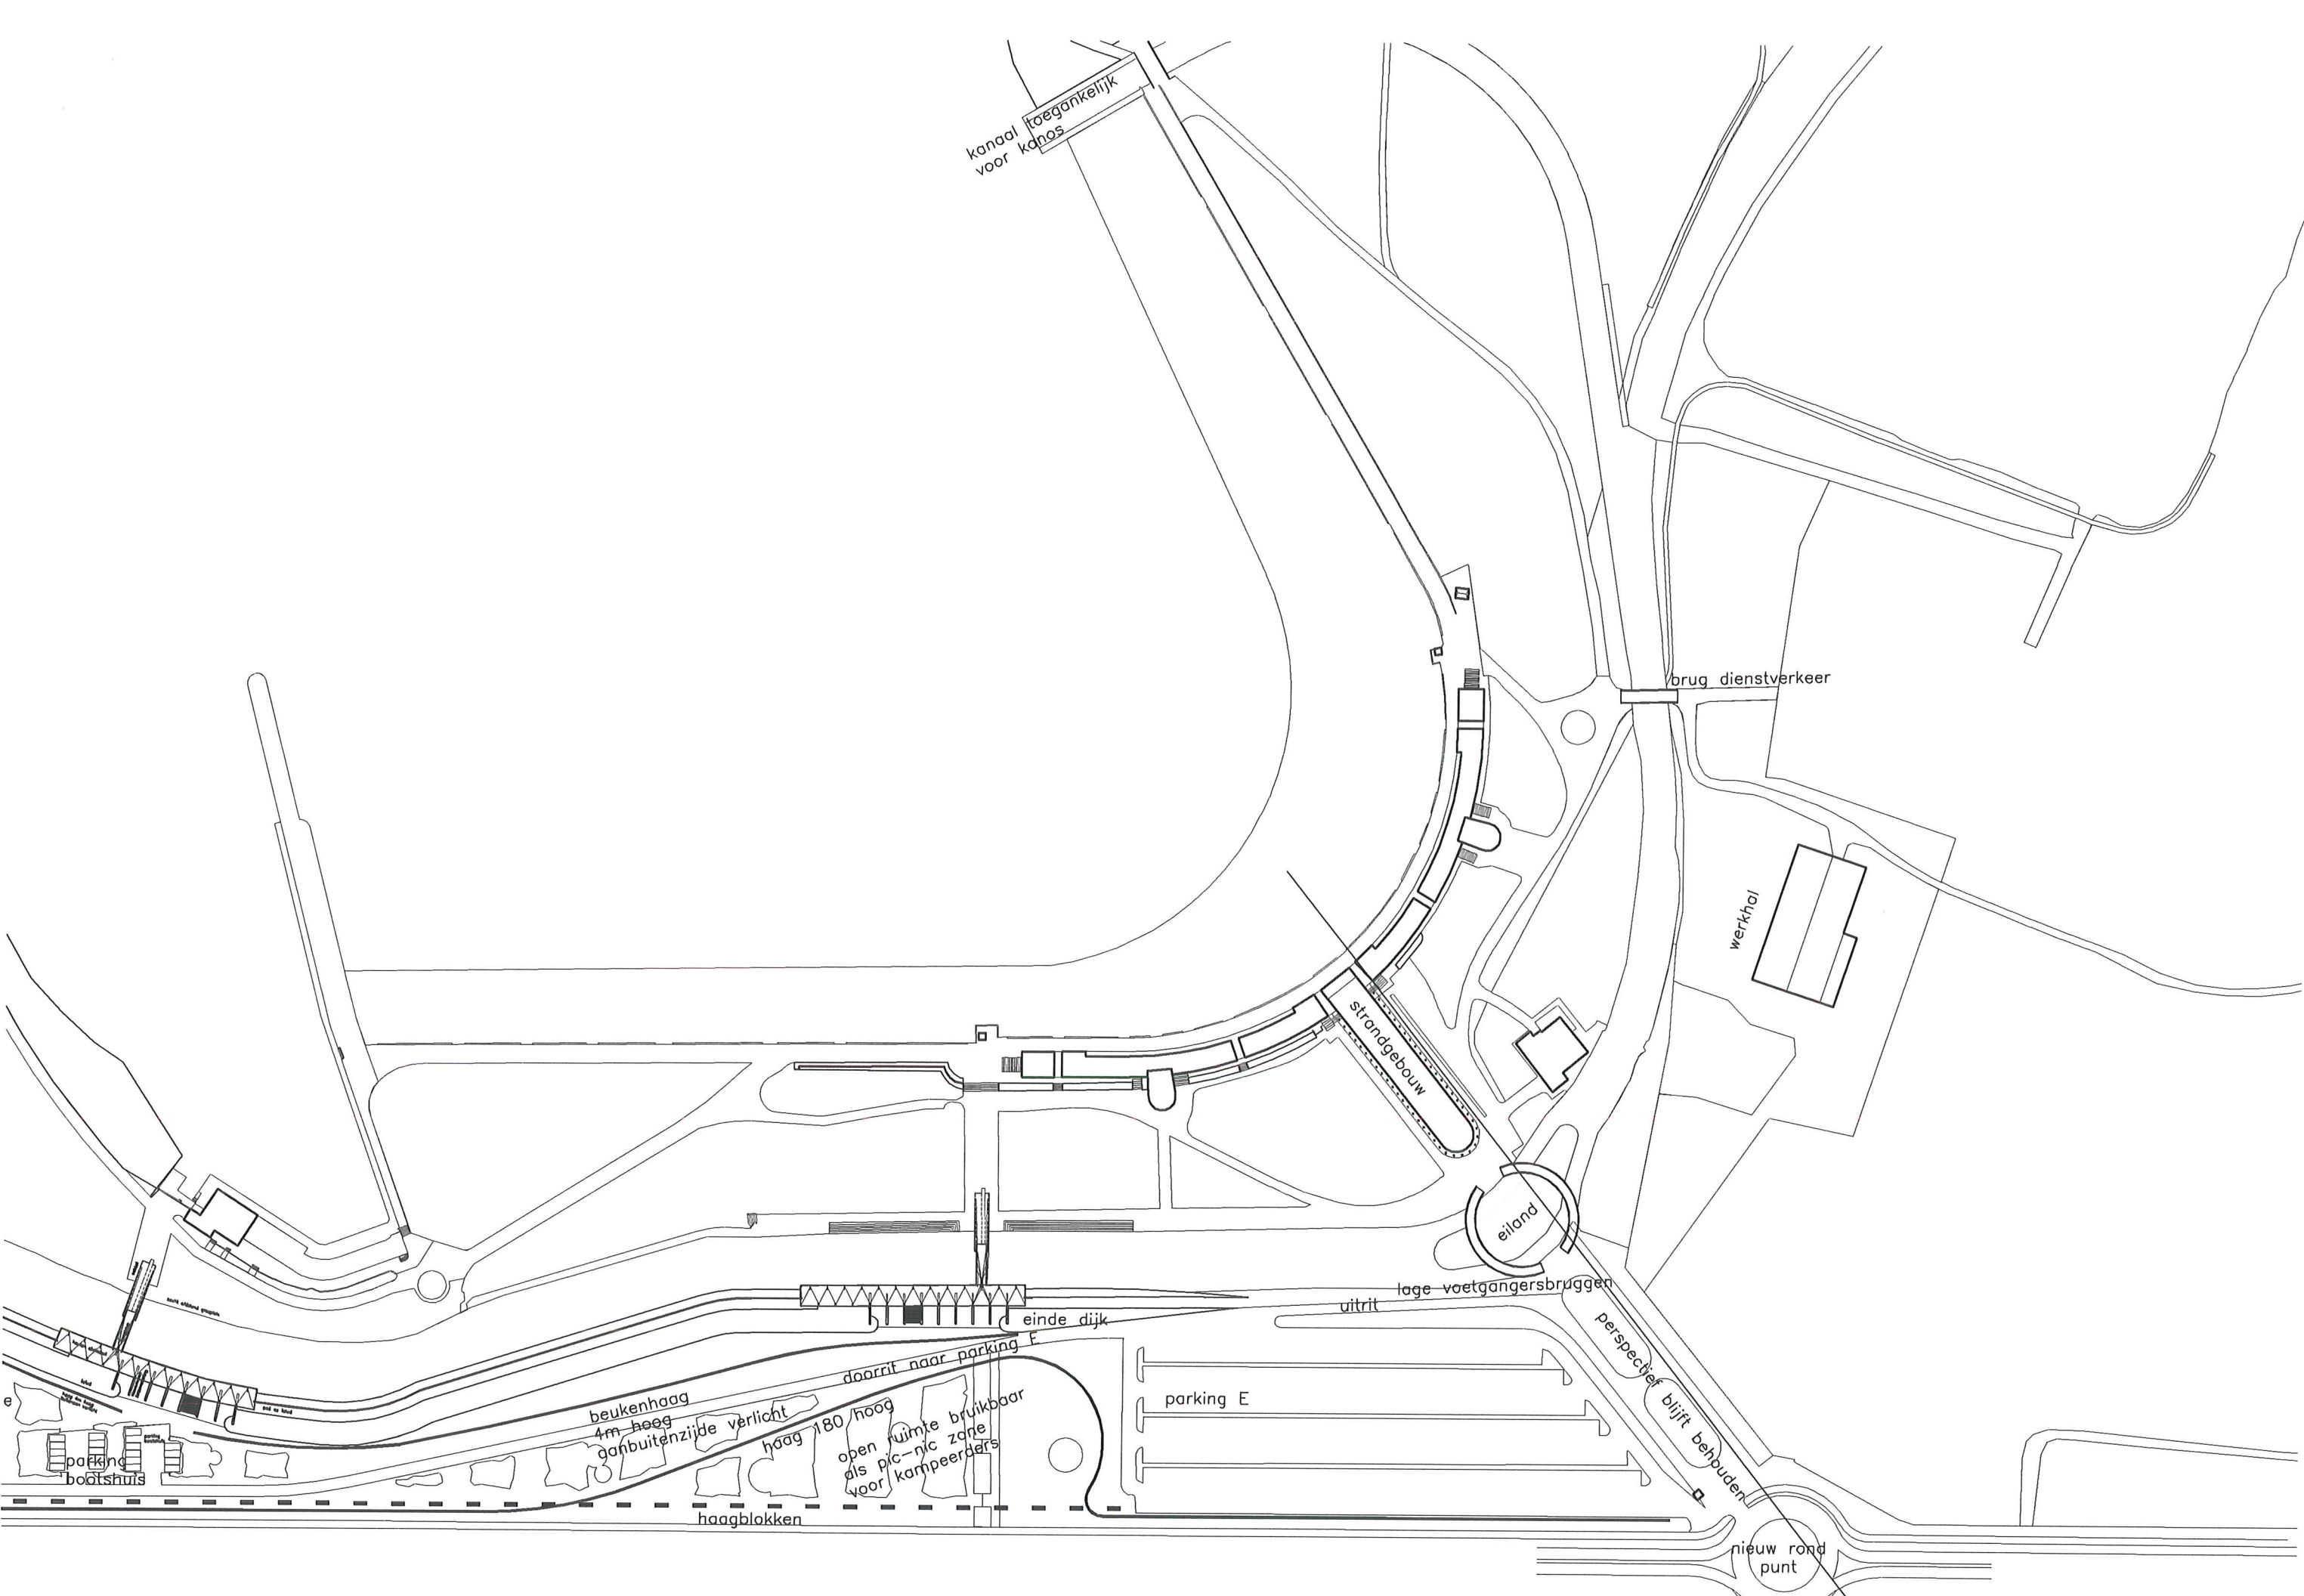 kanaal toegankelijk
voor kanos
brug dienstverkeer
werkhal
strandgebouw
eiland
lage voetgangersbruggen
uitrit
einde dijk
doorrit naar parking E
perspectief blijft behouden
parking E
beukenhaag
4m hoog
aanbuitenzijde verlicht
haag 180 hoog
open ruimte bruikbaar
als pic-nic zone
voor kampeerders
e
parking
bootshuis
haagblokken
nieuw rond
punt